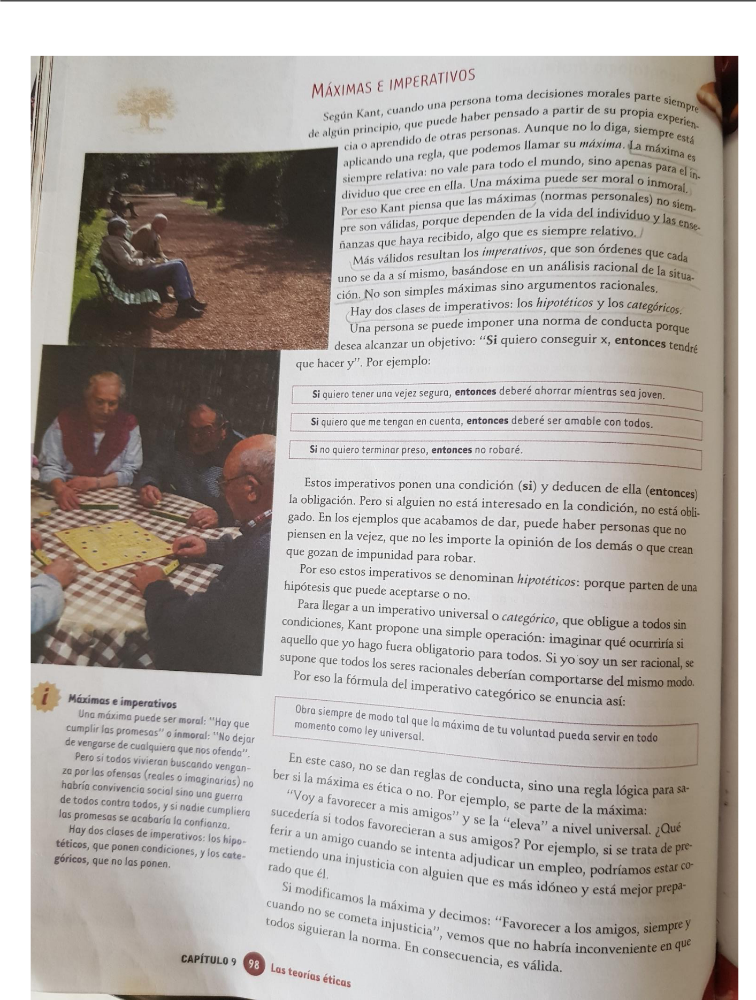 MÁXIMAS E IMPERATIVOS
Según Kant, cuando una persona toma decisiones morales parte siempre
de algún principio, que puede haber pensado a partir de su propia experien-
cia o aprendido de otras personas. Aunque no lo diga, siempre está
aplicando una regla, que podemos llamar su máxima. La máxima es
siempre relativa: no vale para todo el mundo, sino apenas para el in-
dividuo que cree en ella. Una máxima puede ser moral o inmoral.
Por eso Kant piensa que las máximas (normas personales) no siem-
pre son válidas, porque dependen de la vida del individuo y las ense-
ñanzas que haya recibido, algo que es siempre relativo.
Más válidos resultan los imperativos, que son órdenes que cada
uno se da a sí mismo, basándose en un análisis racional de la situa-
ción. No son simples máximas sino argumentos racionales.
Hay dos clases de imperativos: los hipotéticos y los categóricos.
Una persona se puede imponer una norma de conducta porque
desea alcanzar un objetivo: “Si quiero conseguir x, entonces tendré
que hacer y”. Por ejemplo:
Si quiero tener una vejez segura, entonces deberé ahorrar mientras sea joven.
Si quiero que me tengan en cuenta, entonces deberé ser amable con todos.
Si no quiero terminar preso, entonces no robaré.
Estos imperativos ponen una condición (si) y deducen de ella (entonces)
la obligación. Pero si alguien no está interesado en la condición, no está obli-
gado. En los ejemplos que acabamos de dar, puede haber personas que no
piensen en la vejez, que no les importe la opinión de los demás o que crean
que gozan de impunidad para robar.
Por eso estos imperativos se denominan hipotéticos: porque parten de una
hipótesis que puede aceptarse o no.
Para llegar a un imperativo universal o categórico, que obligue a todos sin
condiciones, Kant propone una simple operación: imaginar qué ocurriría si
aquello que yo hago fuera obligatorio para todos. Si yo soy un ser racional, se
supone que todos los seres racionales deberían comportarse del mismo modo.
Por eso la fórmula del imperativo categórico se enuncia así:
Obra siempre de modo tal que la máxima de tu voluntad pueda servir en todo
momento como ley universal.
En este caso, no se dan reglas de conducta, sino una regla lógica para sa-
ber si la máxima es ética o no. Por ejemplo, se parte de la máxima:
“Voy a favorecer a mis amigos” y se la “eleva” a nivel universal. ¿Qué
sucedería si todos favorecieran a sus amigos? Por ejemplo, si se trata de pre-
ferir a un amigo cuando se intenta adjudicar un empleo, podríamos estar co-
metiendo una injusticia con alguien que es más idóneo y está mejor prepa-
rado que él.
Si modificamos la máxima y decimos: “Favorecer a los amigos, siempre y
cuando no se cometa injusticia”, vemos que no habría inconveniente en que
todos siguieran la norma. En consecuencia, es válida.
i
Máximas e imperativos
Una máxima puede ser moral: “Hay que
cumplir las promesas” o inmoral: “No dejar
de vengarse de cualquiera que nos ofenda”.
Pero si todos vivieran buscando vengan-
za por las ofensas (reales o imaginarias) no
habría convivencia social sino una guerra
de todos contra todos, y si nadie cumpliera
las promesas se acabaría la confianza.
Hay dos clases de imperativos: los hipo-
téticos, que ponen condiciones, y los cate-
góricos, que no las ponen.
CAPÍTULO 9 98 Las teorías éticas